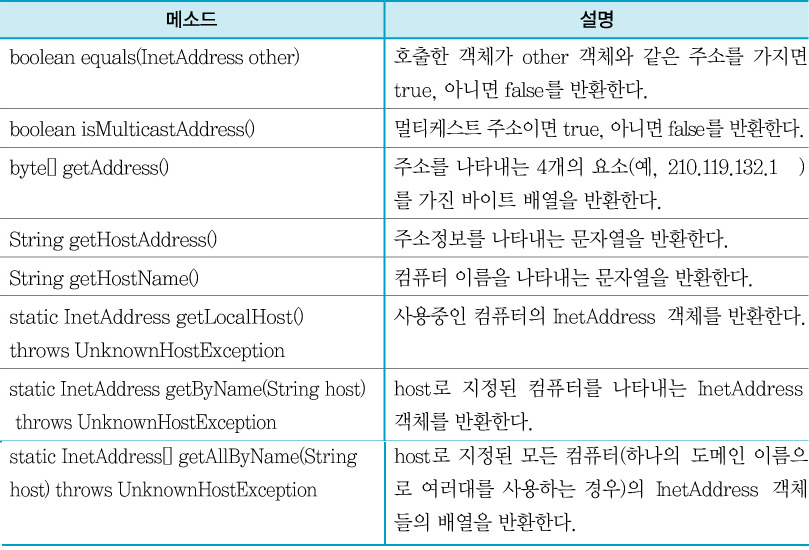 메소드
설명
boolean equals(InetAddress other)
호출한 객체가 other 객체와 같은 주소를 가지면
true, 아니면 false를 반환한다.
boolean isMulticastAddress()
멀티케스트 주소이면 true, 아니면 false를 반환한다.
byte[] getAddress()
주소를 나타내는 4개의 요소(예, 210.119.132.1 )
를 가진 바이트 배열을 반환한다.
String getHostAddress()
주소정보를 나타내는 문자열을 반환한다.
String getHostName()
컴퓨터 이름을 나타내는 문자열을 반환한다.
static InetAddress getLocalHost()
throws UnknownHostException
사용중인 컴퓨터의 InetAddress 객체를 반환한다.
static InetAddress getByName(String host)
throws UnknownHostException
host로 지정된 컴퓨터를 나타내는 InetAddress
객체를 반환한다.
static InetAddress[] getAllByName(String
host) throws UnknownHostException
host로 지정된 모든 컴퓨터(하나의 도메인 이름으
로 여러대를 사용하는 경우)의 InetAddress 객체
들의 배열을 반환한다.